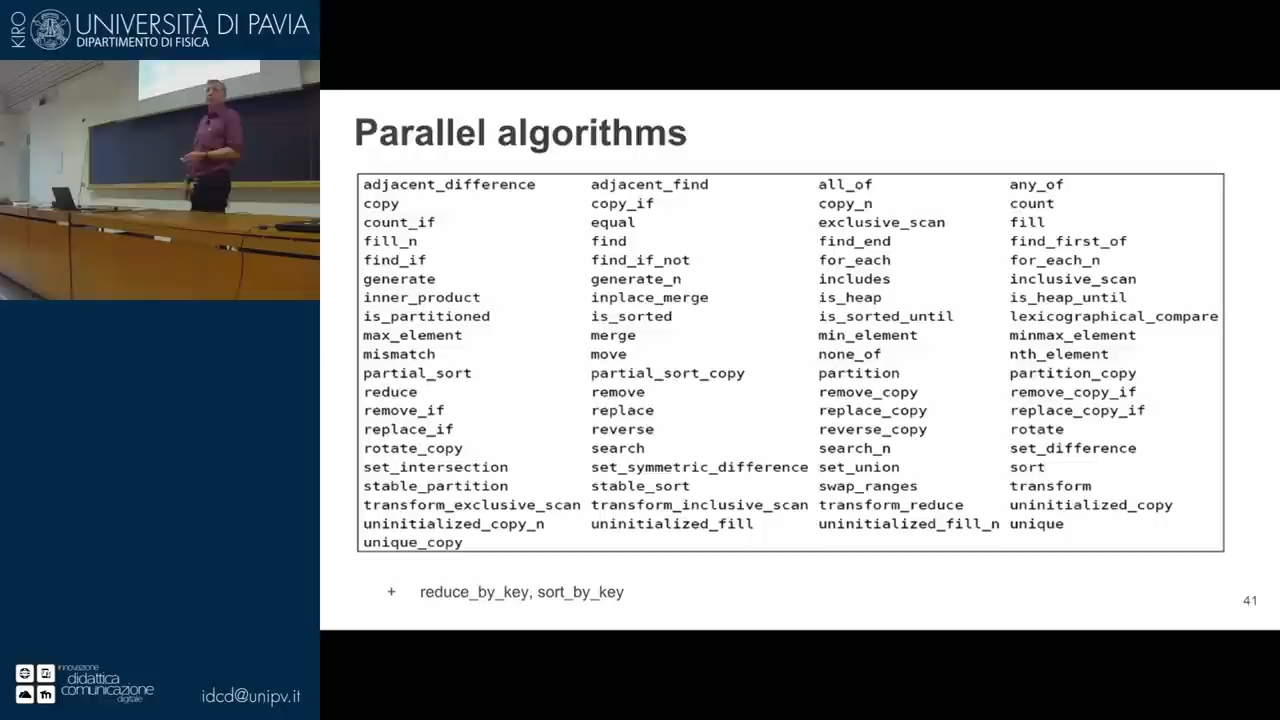 KIRO
UNIVERSITÀ DI PAVIA
DIPARTIMENTO DI FISICA
Parallel algorithms
adjacent_difference adjacent_find all_of any_of
copy copy_if copy_n count
count_if equal exclusive_scan fill
fill_n find find_end find_first_of
find_if find_if_not for_each for_each_n
generate generate_n includes inclusive_scan
inner_product inplace_merge is_heap is_heap_until
is_partitioned is_sorted is_sorted_until lexicographical_compare
max_element merge min_element minmax_element
mismatch move none_of nth_element
partial_sort partial_sort_copy partition partition_copy
reduce remove remove_copy remove_copy_if
remove_if replace replace_copy replace_copy_if
replace_if reverse reverse_copy rotate
rotate_copy search search_n set_difference
set_intersection set_symmetric_difference set_union sort
stable_partition stable_sort swap_ranges transform
transform_exclusive_scan transform_inclusive_scan transform_reduce uninitialized_copy
uninitialized_copy_n uninitialized_fill uninitialized_fill_n unique
unique_copy
+ reduce_by_key, sort_by_key
41
innovazione
didattica
comunicazione
digitale
idcd@unipv.it